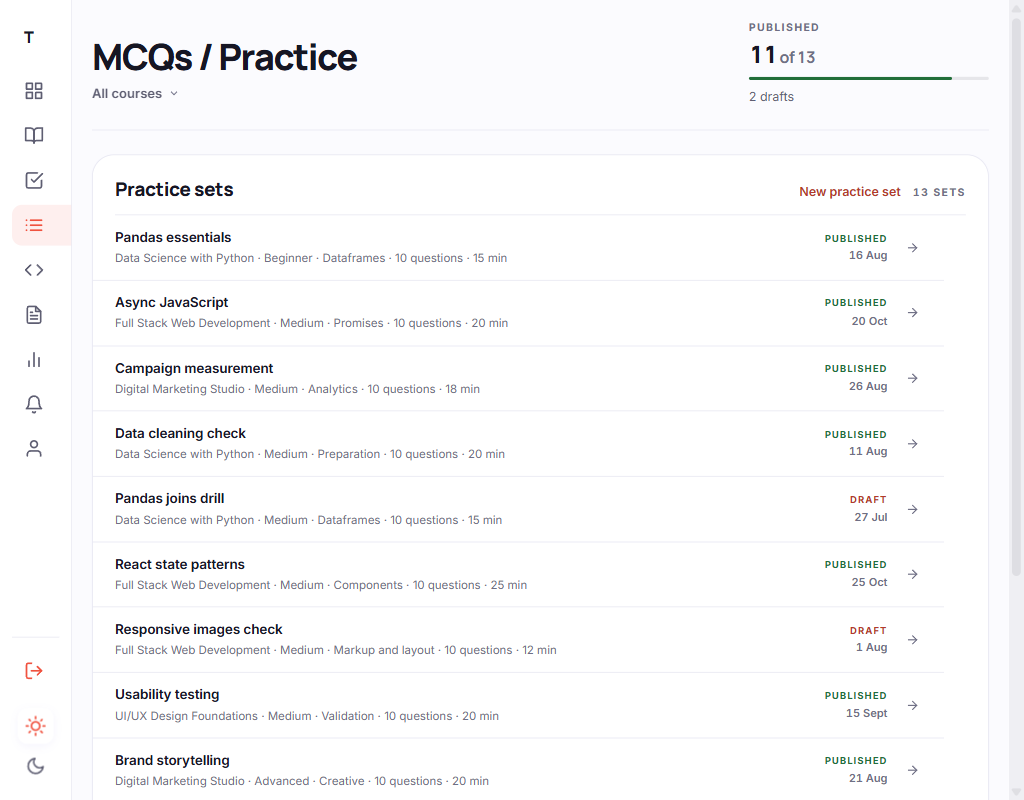 T
MCQs / Practice
All courses
PUBLISHED
11 of 13
2 drafts
Practice sets
New practice set 13 SETS
Pandas essentials
Data Science with Python · Beginner · Dataframes · 10 questions · 15 min
PUBLISHED
16 Aug
Async JavaScript
Full Stack Web Development · Medium · Promises · 10 questions · 20 min
PUBLISHED
20 Oct
Campaign measurement
Digital Marketing Studio · Medium · Analytics · 10 questions · 18 min
PUBLISHED
26 Aug
Data cleaning check
Data Science with Python · Medium · Preparation · 10 questions · 20 min
PUBLISHED
11 Aug
Pandas joins drill
Data Science with Python · Medium · Dataframes · 10 questions · 15 min
DRAFT
27 Jul
React state patterns
Full Stack Web Development · Medium · Components · 10 questions · 25 min
PUBLISHED
25 Oct
Responsive images check
Full Stack Web Development · Medium · Markup and layout · 10 questions · 12 min
DRAFT
1 Aug
Usability testing
UI/UX Design Foundations · Medium · Validation · 10 questions · 20 min
PUBLISHED
15 Sept
Brand storytelling
Digital Marketing Studio · Advanced · Creative · 10 questions · 20 min
PUBLISHED
21 Aug